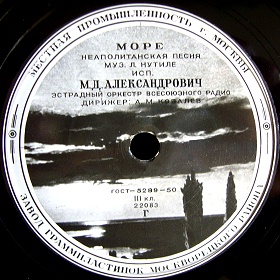 МЕСТНАЯ ПРОМЫШЛЕННОСТЬ г. МОСКВЫ
МОРЕ
НЕАПОЛИТАНСКАЯ ПЕСНЯ
МУЗ. Л. НУТИЛЕ
ИСП.
М.Д. АЛЕКСАНДРОВИЧ
ЭСТРАДНЫЙ ОРКЕСТР ВСЕСОЮЗНОГО РАДИО
ДИРИЖЕР: А. М. КОВАЛЕВ
ГОСТ-5289-50
III кл.
22083
Г
ЗАВОД ГРАММПЛАСТИНОК МОСКВОРЕЦКОГО РАЙОНА